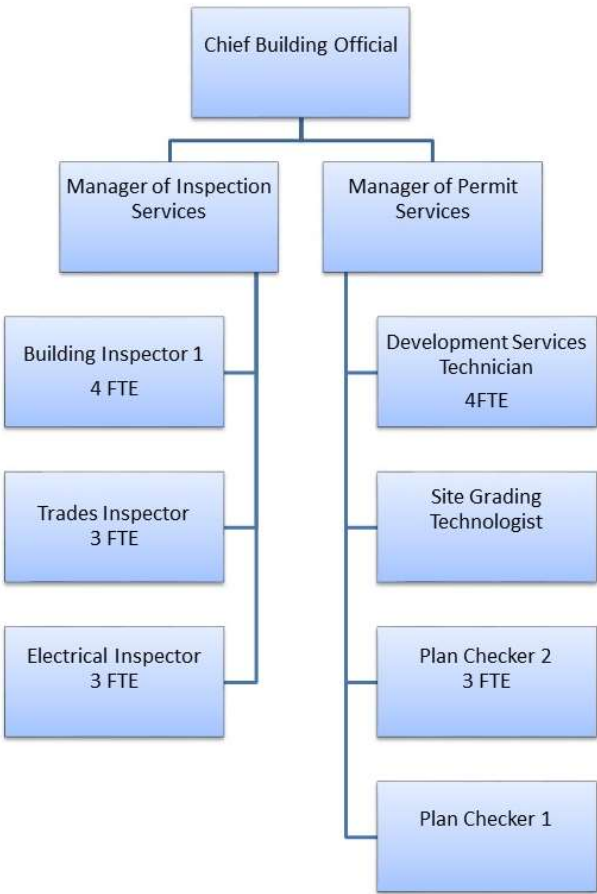 Chief Building Official
Manager of Inspection
Services
Manager of Permit
Services
Building Inspector 1
4 FTE
Trades Inspector
3 FTE
Electrical Inspector
3 FTE
Development Services
Technician
4FTE
Site Grading
Technologist
Plan Checker 2
3 FTE
Plan Checker 1